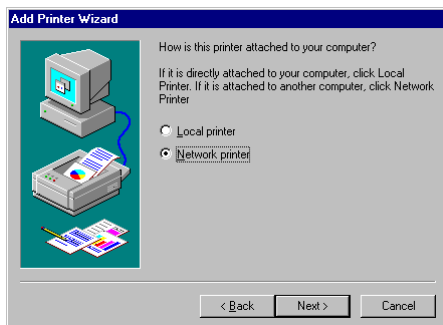 Add Printer Wizard
How is this printer attached to your computer?
If it is directly attached to your computer, click Local
Printer. If it is attached to another computer, click Network
Printer
Local printer
Network printer
< Back
Next >
Cancel